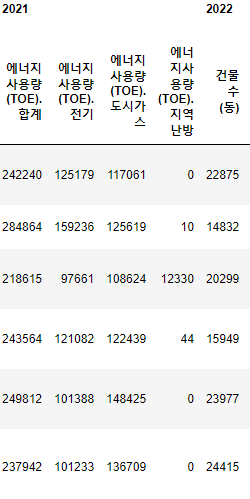 2021 2022
에너지 사용량 (TOE). 합계 에너지 사용량 (TOE). 전기 에너지 사용량 (TOE). 도시가스 에너지사용량 (TOE). 지역난방 건물수 (동)
242240 125179 117061 0 22875
284864 159236 125619 10 14832
218615 97661 108624 12330 20299
243564 121082 122439 44 15949
249812 101388 148425 0 23977
237942 101233 136709 0 24415